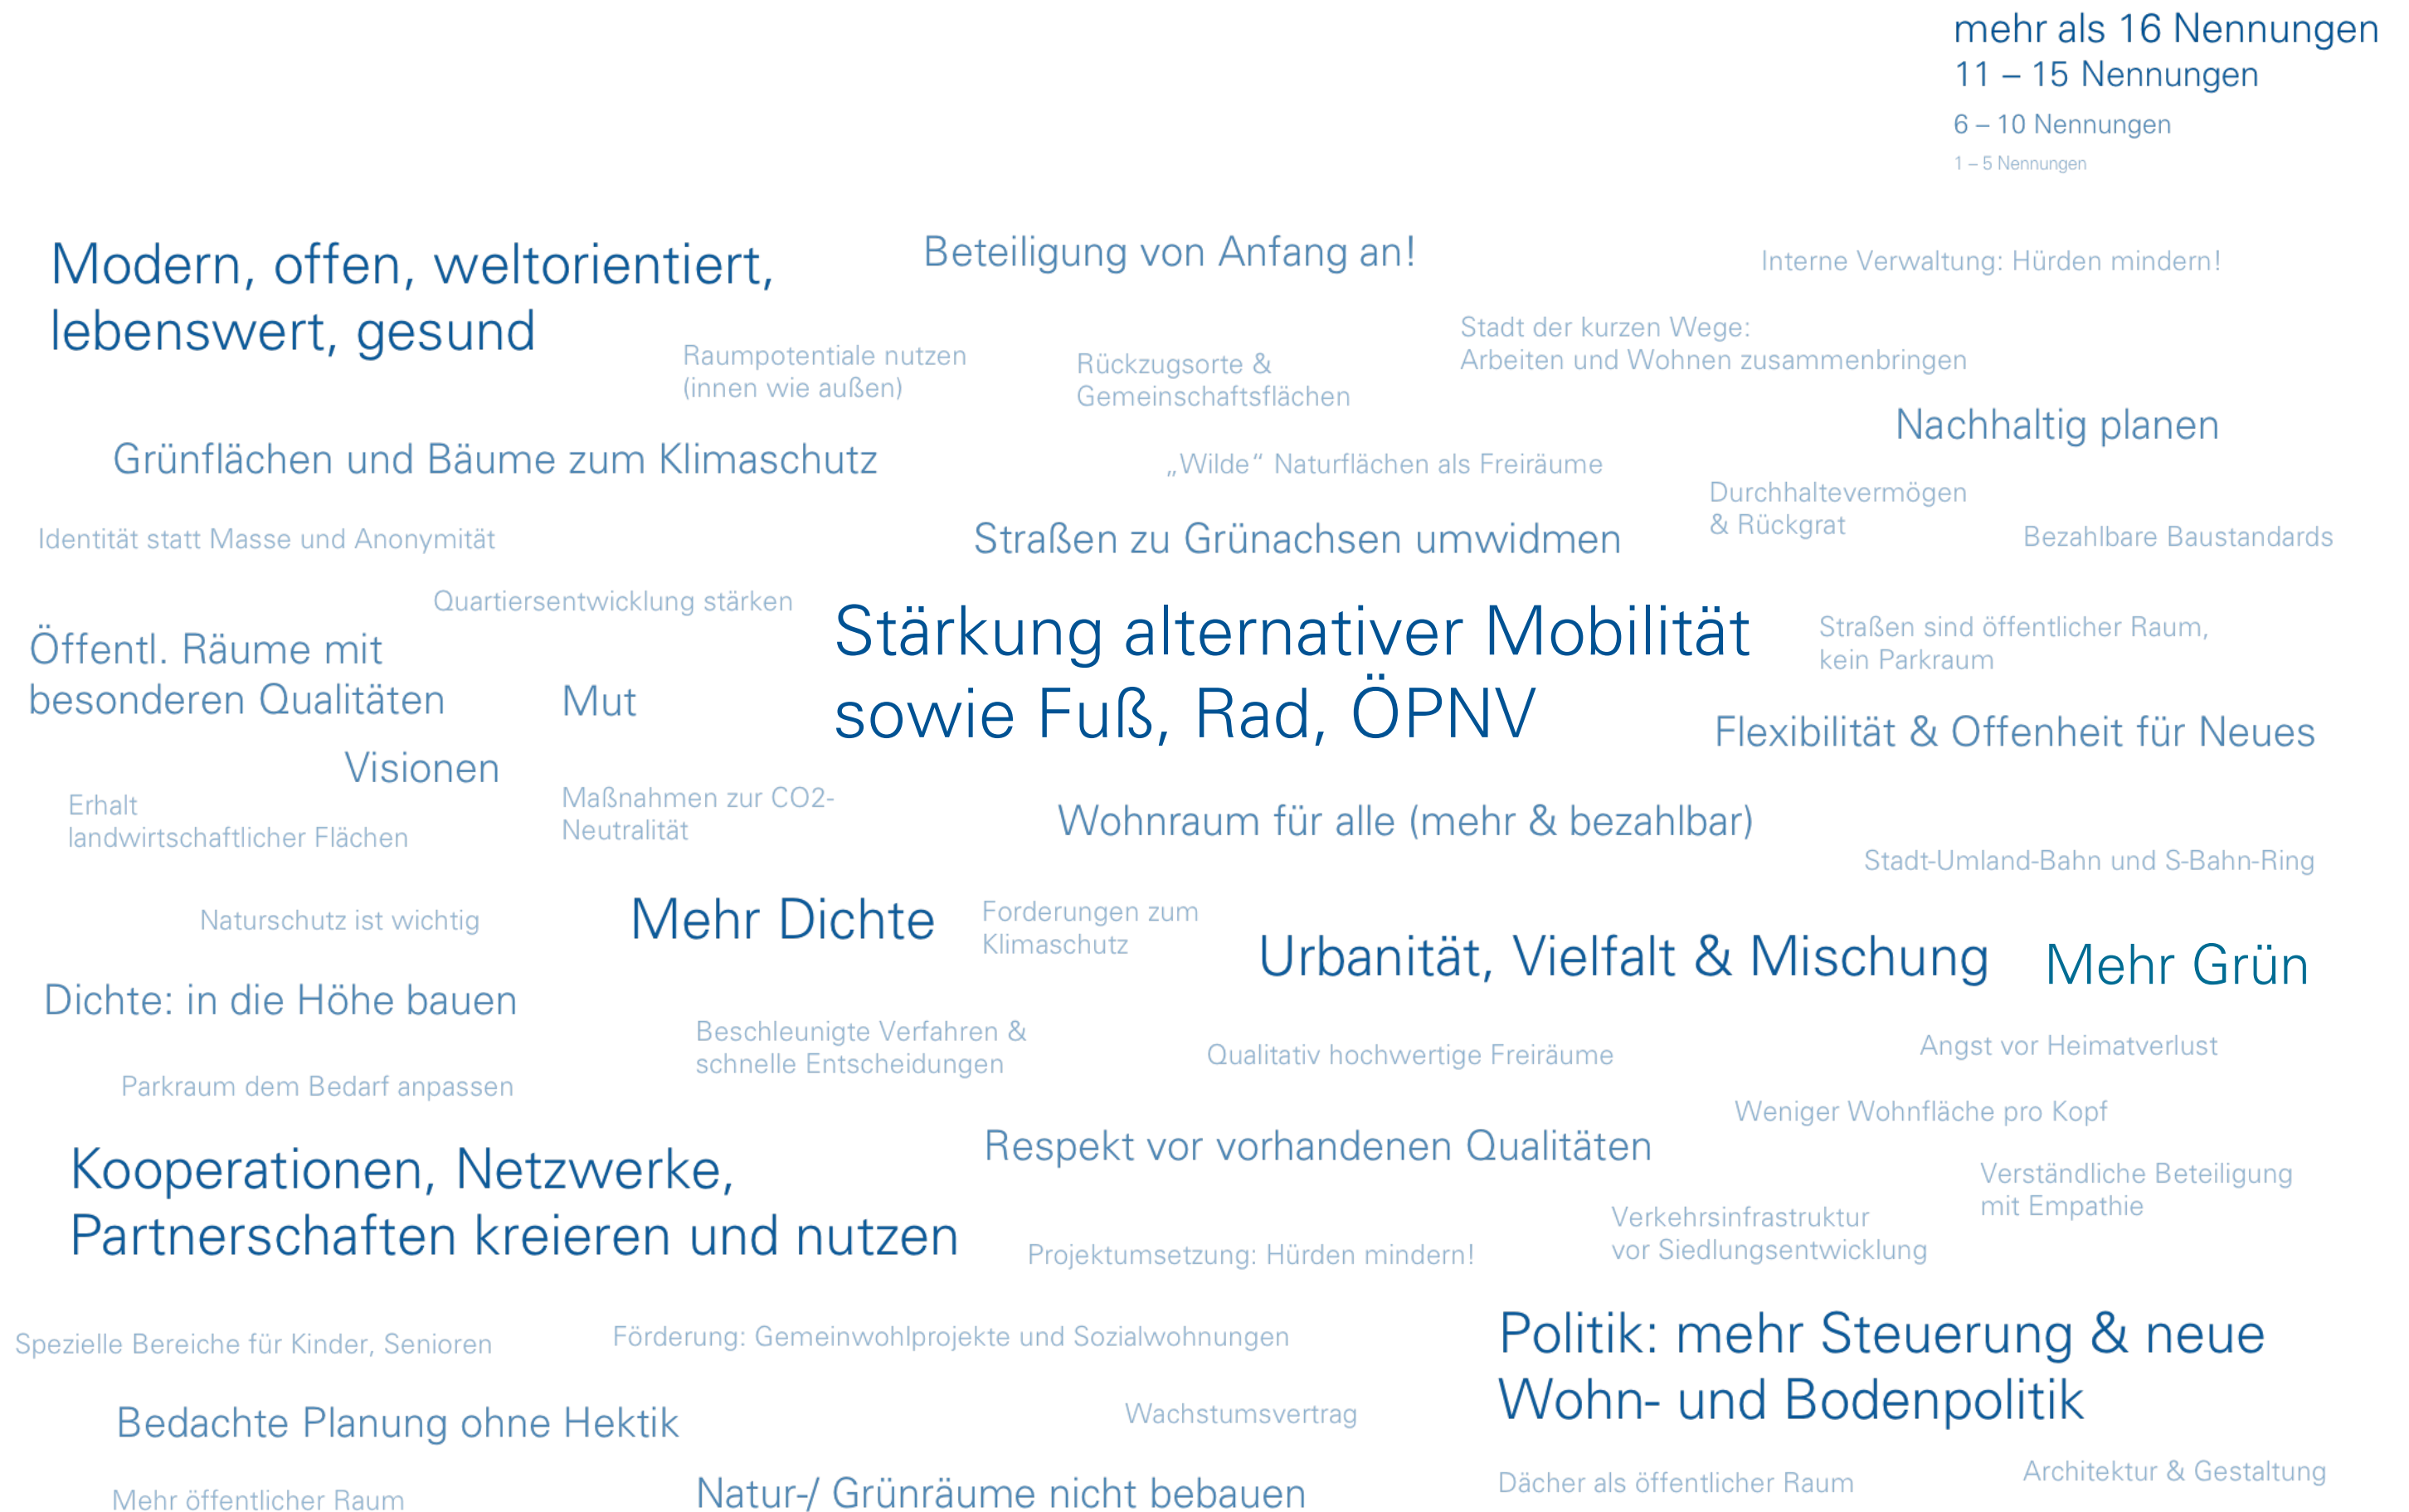 mehr als 16 Nennungen
11 – 15 Nennungen
6 – 10 Nennungen
1 – 5 Nennungen
Modern, offen, weltorientiert,
lebenswert, gesund
Beteiligung von Anfang an!
Interne Verwaltung: Hürden mindern!
Raumpotentiale nutzen
(innen wie außen)
Rückzugsorte &
Gemeinschaftsflächen
Stadt der kurzen Wege:
Arbeiten und Wohnen zusammenbringen
Nachhaltig planen
Grünflächen und Bäume zum Klimaschutz
„Wilde“ Naturflächen als Freiräume
Durchhaltevermögen
& Rückgrat
Bezahlbare Baustandards
Identität statt Masse und Anonymität
Straßen zu Grünachsen umwidmen
Quartiersentwicklung stärken
Öffentl. Räume mit
besonderen Qualitäten
Mut
Stärkung alternativer Mobilität
sowie Fuß, Rad, ÖPNV
Straßen sind öffentlicher Raum,
kein Parkraum
Flexibilität & Offenheit für Neues
Visionen
Erhalt
landwirtschaftlicher Flächen
Maßnahmen zur CO2-
Neutralität
Wohnraum für alle (mehr & bezahlbar)
Stadt-Umland-Bahn und S-Bahn-Ring
Naturschutz ist wichtig
Mehr Dichte
Forderungen zum
Klimaschutz
Urbanität, Vielfalt & Mischung
Mehr Grün
Dichte: in die Höhe bauen
Beschleunigte Verfahren &
schnelle Entscheidungen
Qualitativ hochwertige Freiräume
Angst vor Heimatverlust
Parkraum dem Bedarf anpassen
Weniger Wohnfläche pro Kopf
Kooperationen, Netzwerke,
Partnerschaften kreieren und nutzen
Respekt vor vorhandenen Qualitäten
Verständliche Beteiligung
mit Empathie
Verkehrsinfrastruktur
vor Siedlungsentwicklung
Projektumsetzung: Hürden mindern!
Spezielle Bereiche für Kinder, Senioren
Förderung: Gemeinwohlprojekte und Sozialwohnungen
Politik: mehr Steuerung & neue
Wohn- und Bodenpolitik
Bedachte Planung ohne Hektik
Wachstumsvertrag
Mehr öffentlicher Raum
Natur-/ Grünräume nicht bebauen
Dächer als öffentlicher Raum
Architektur & Gestaltung